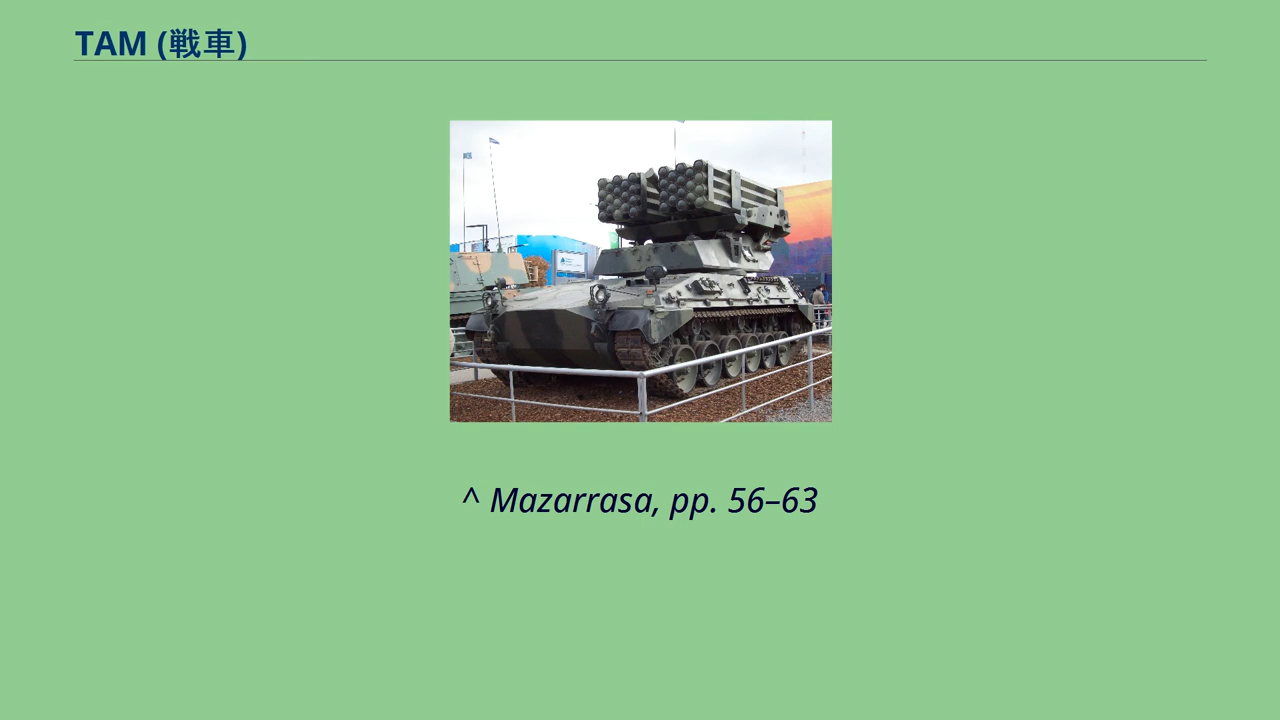 TAM (戦車)
^ Mazarrasa, pp. 56–63